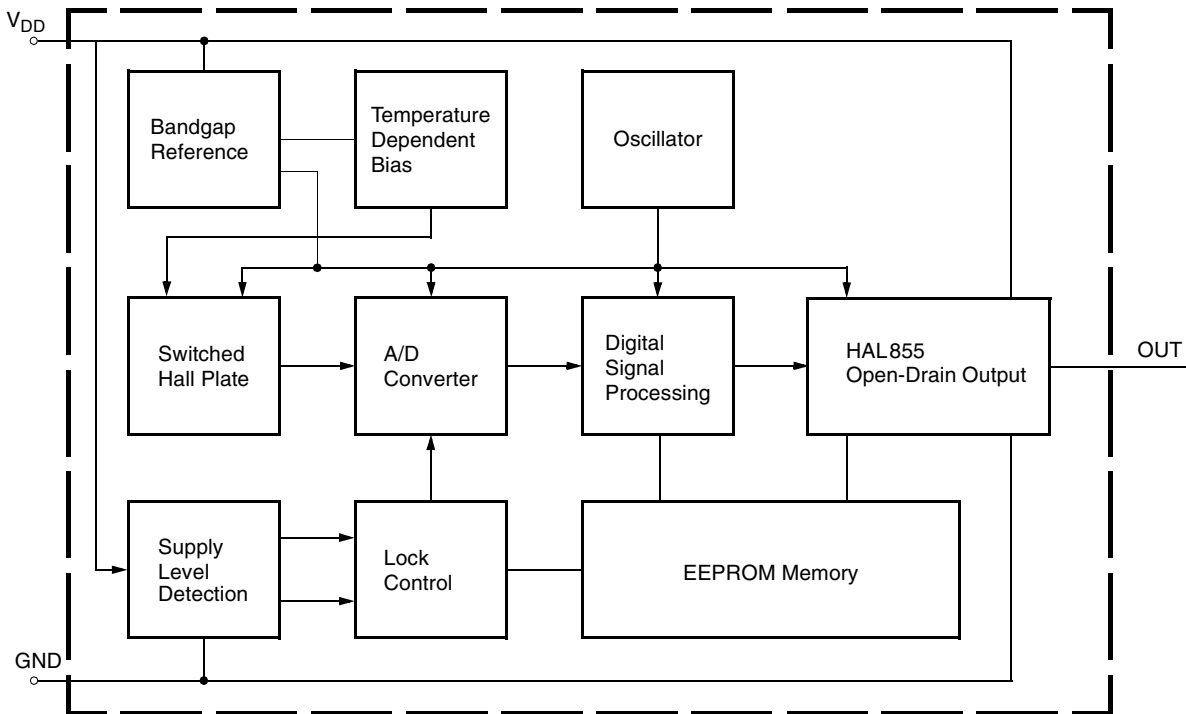 VDD
Bandgap
Reference
Temperature
Dependent
Bias
Oscillator
Switched
Hall Plate
A/D
Converter
Digital
Signal
Processing
HAL855
Open-Drain Output
OUT
Supply
Level
Detection
Lock
Control
EEPROM Memory
GND